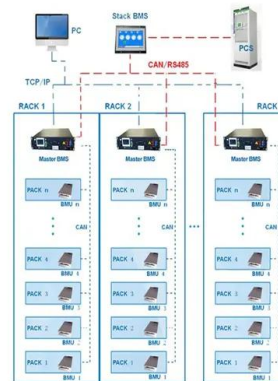 Stack BMS
PC
PCS
CAN/RS485
TCP/IP
RACK 1
RACK 2
RACK
Master BMS
Master BMS
Master BMS
PACK n
PACK n
PACK n
BMU n
BMU n
BMU n
CAN
CAN
CAN
PACK 4
PACK 4
PACK 4
BMU 4
BMU 4
BMU 4
PACK 3
PACK 3
PACK 3
BMU 3
BMU 3
BMU 3
PACK 2
PACK 2
PACK 2
BMU 2
BMU 2
BMU 2
PACK 1
PACK 1
PACK 1
BMU 1
BMU 1
BMU 1